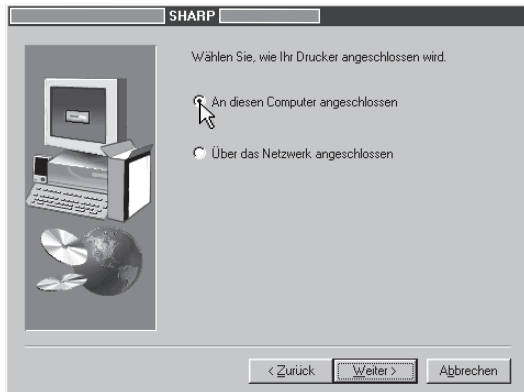 SHARP
Wählen Sie, wie Ihr Drucker angeschlossen wird.
An diesen Computer angeschlossen
Über das Netzwerk angeschlossen
< Zurück
Weiter >
Abbrechen